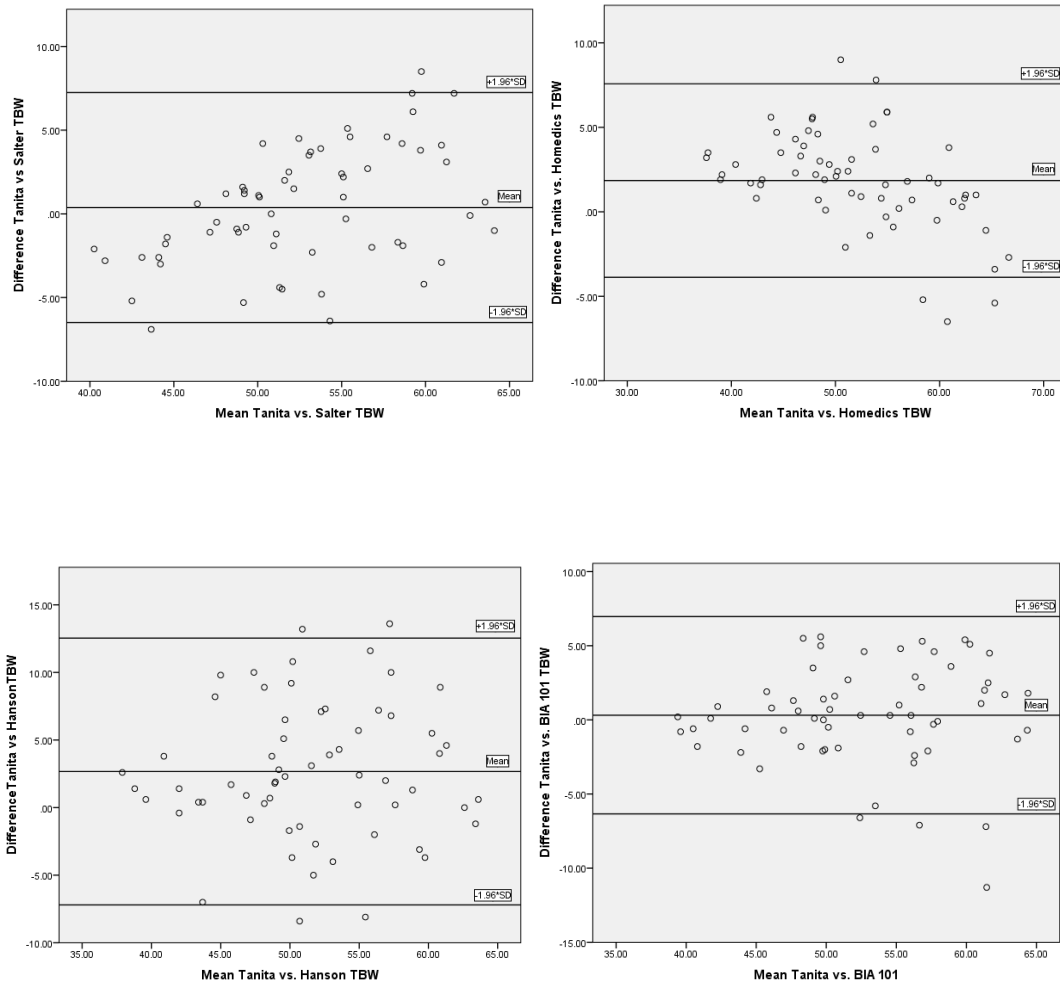 Difference Tanita vs Salter TBW
10.00
5.00
.00
-5.00
-10.00
+1.96*SD
Mean
-1.96*SD
40.00 45.00 50.00 55.00 60.00 65.00
Mean Tanita vs. Salter TBW
Difference Tanita vs. Homedics TBW
10.00
5.00
.00
-5.00
-10.00
+1.96*SD
Mean
-1.96*SD
30.00 40.00 50.00 60.00 70.00
Mean Tanita vs. Homedics TBW
DifferenceTanita vs HansonTBW
15.00
10.00
5.00
.00
-5.00
-10.00
+1.96*SD
Mean
-1.96*SD
35.00 40.00 45.00 50.00 55.00 60.00 65.00
Mean Tanita vs. Hanson TBW
Difference Tanita vs. BIA 101 TBW
10.00
5.00
.00
-5.00
-10.00
-15.00
+1.96*SD
Mean
-1.96*SD
35.00 40.00 45.00 50.00 55.00 60.00 65.00
Mean Tanita vs. BIA 101